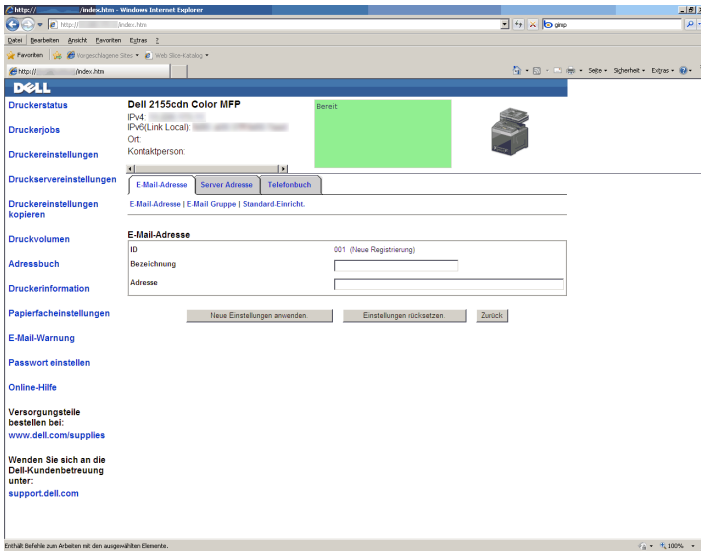 http:// /index.htm - Windows Internet Explorer
http:// /index.htm
gimp
Datei Bearbeiten Ansicht Favoriten Extras ?
Favoriten Vorgeschlagene Sites Web Slice-Katalog
http:// /index.htm
Seite Sicherheit Extras
DELL
Druckerstatus
Druckerjobs
Druckereinstellungen
Druckservereinstellungen
Druckereinstellungen
kopieren
Druckvolumen
Adressbuch
Druckerinformation
Papierfacheinstellungen
E-Mail-Warnung
Passwort einstellen
Online-Hilfe
Versorgungsteile
bestellen bei:
www.dell.com/supplies
Wenden Sie sich an die
Dell-Kundenbetreuung
unter:
support.dell.com
Dell 2155cdn Color MFP
IPv4:
IPv6(Link Local):
Ort:
Kontaktperson:
Bereit
E-Mail-Adresse Server Adresse Telefonbuch
E-Mail-Adresse | E-Mail Gruppe | Standard-Einricht.
E-Mail-Adresse
ID 001 (Neue Registrierung)
Bezeichnung
Adresse
Neue Einstellungen anwenden. Einstellungen rücksetzen. Zurück
Enthält Befehle zum Arbeiten mit den ausgewählten Elemente.
100%